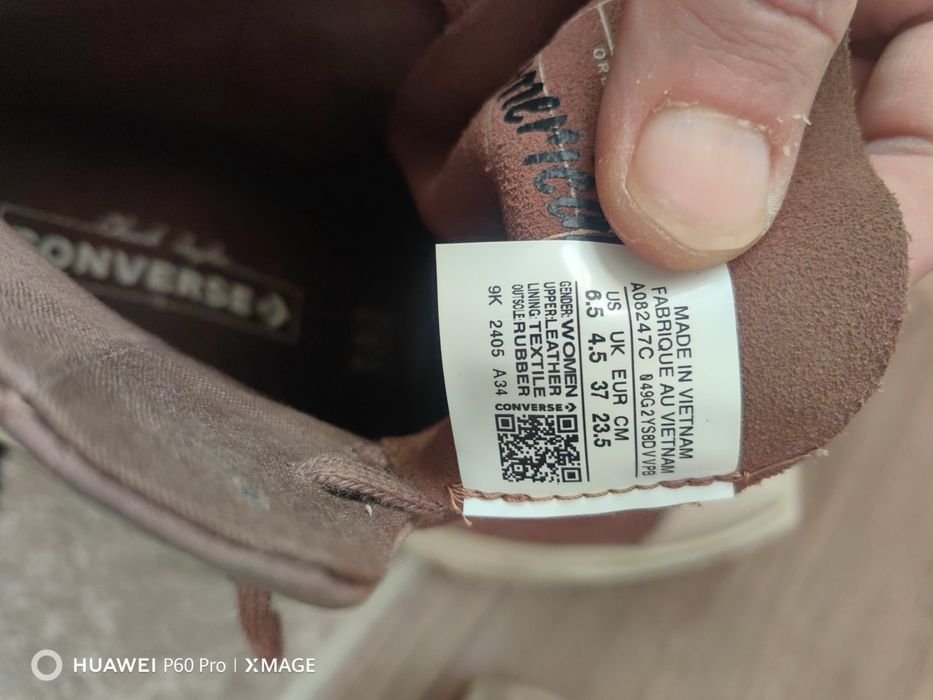 MADE IN VIETNAM
FABRIQUE AU VIETNAM
A08247C 049G2YS8DVVPB
US UK EUR CM
6.5 4.5 37 23.5
GENDER: WOMEN
UPPER: LEATHER
LINING: TEXTILE
OUTSOLE: RUBBER
9K 2405 A34
CONVERSE
CONVERSE
HUAWEI P60 Pro | XMAGE